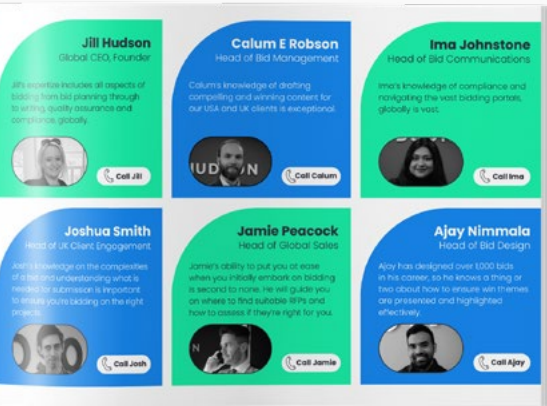 Jill Hudson
Global CEO, Founder
Jill's expertise includes all aspects of
bidding from bid planning through
to writing, quality assurance and
compliance, globally.
Call Jill
Calum E Robson
Head of Bid Management
Calum's knowledge of drafting
compelling and winning content for
our USA and UK clients is exceptional.
HUD ON
Call Calum
Ima Johnstone
Head of Bid Communications
Ima's knowledge of compliance and
navigating the vast bidding portals,
globally is vast.
Call Ima
Joshua Smith
Head of UK Client Engagement
Josh's knowledge on the complexities
of a bid and understanding what is
needed for submission is important
to ensure you're bidding on the right
projects.
Call Josh
Jamie Peacock
Head of Global Sales
Jamie's ability to put you at ease
when you initially embark on bidding
is second to none. He will guide you
on where to find suitable RFPs and
how to assess if they're right for you.
N
Call Jamie
Ajay Nimmala
Head of Bid Design
Ajay has designed over 1,000 bids
in his career, so he knows a thing or
two about how to ensure win themes
are presented and highlighted
effectively.
Call Ajay